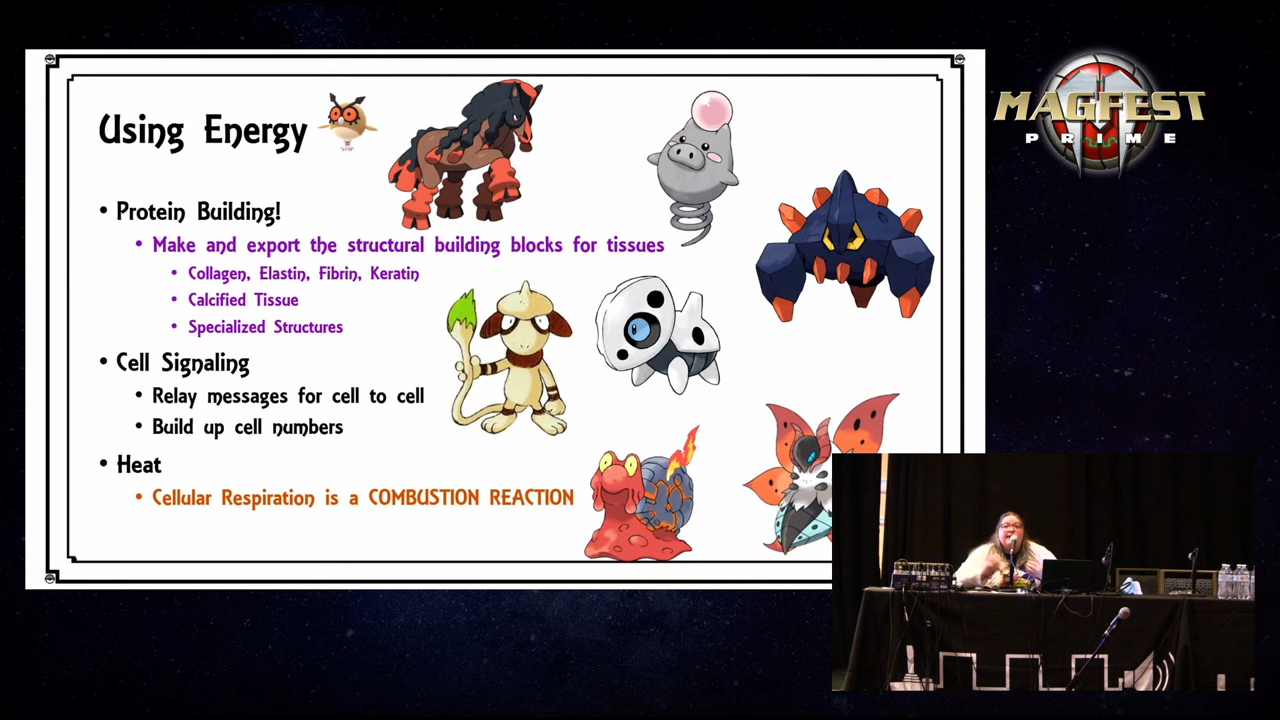 Using Energy
• Protein Building!
• Make and export the structural building blocks for tissues
• Collagen, Elastin, Fibrin, Keratin
• Calcified Tissue
• Specialized Structures
• Cell Signaling
• Relay messages for cell to cell
• Build up cell numbers
• Heat
• Cellular Respiration is a COMBUSTION REACTION
MAGFEST
PRIME